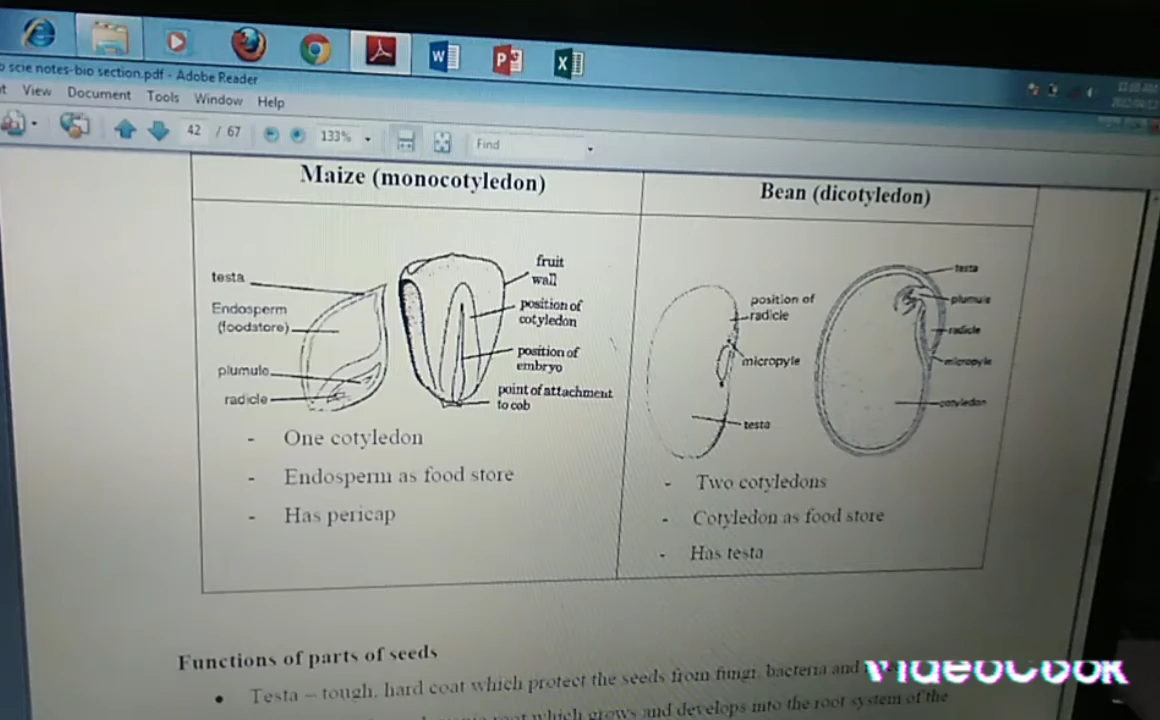 scie notes-bio section.pdf - Adobe Reader
View Document Tools Window Help
42 / 67 133% Find
Maize (monocotyledon)
testa
Endosperm
(foodstore)
plumule
radicle
fruit
wall
position of
cotyledon
position of
embryo
point of attachment
to cob
- One cotyledon
- Endosperm as food store
- Has pericap
Bean (dicotyledon)
position of
radicle
micropyle
testa
testa
plumule
radicle
micropyle
cotyledon
- Two cotyledons
- Cotyledon as food store
- Has testa
Functions of parts of seeds
• Testa – tough, hard coat which protect the seeds from fungi, bacteria and
root which grows and develops into the root system of the
VIDEOCOOK